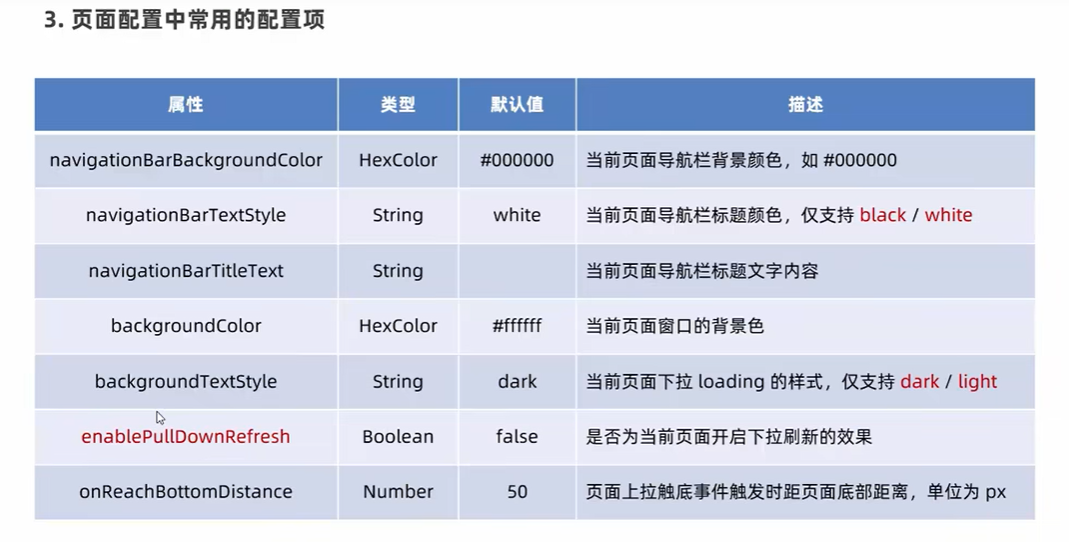 3. 页面配置中常用的配置项
属性 类型 默认值 描述
navigationBarBackgroundColor HexColor #000000 当前页面导航栏背景颜色，如 #000000
navigationBarTextStyle String white 当前页面导航栏标题颜色，仅支持 black / white
navigationBarTitleText String 当前页面导航栏标题文字内容
backgroundColor HexColor #ffffff 当前页面窗口的背景色
backgroundTextStyle String dark 当前页面下拉 loading 的样式，仅支持 dark / light
enablePullDownRefresh Boolean false 是否为当前页面开启下拉刷新的效果
onReachBottomDistance Number 50 页面上拉触底事件触发时距页面底部距离，单位为 px